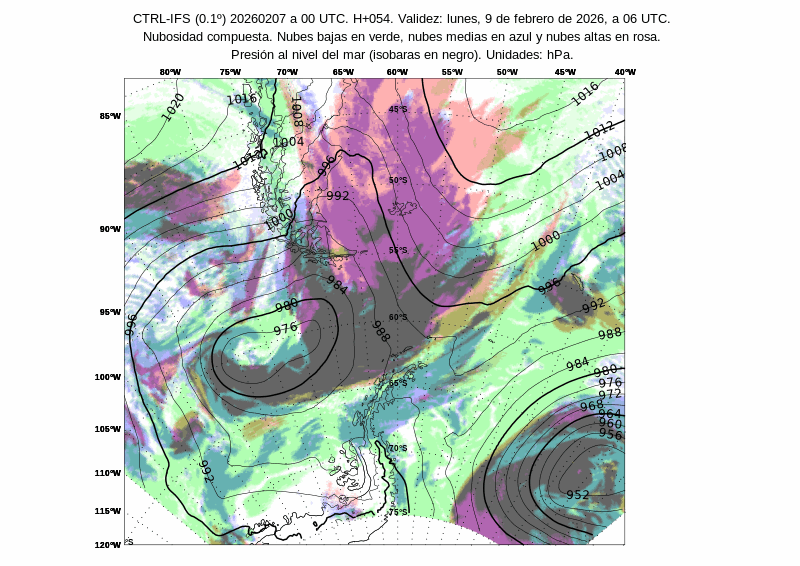 CTRL-IFS (0.1º) 20260207 a 00 UTC. H+054. Validez: lunes, 9 de febrero de 2026, a 06 UTC.
Nubosidad compuesta. Nubes bajas en verde, nubes medias en azul y nubes altas en rosa.
Presión al nivel del mar (isobaras en negro). Unidades: hPa.
80ºW 75ºW 70ºW 65ºW 60ºW 55ºW 50ºW 45ºW 40ºW
1020 1016 1008 1016
85ºW 45ºS
1012
1004 1008
1012 996
50ºS 1004
992
1000
90ºW 1000
55ºS
984 996
980 992
95ºW 60ºS
996 976 988 988
984
980
100ºW 65ºS 976
972
968
964
960
105ºW 956
70ºS
992
110ºW
952
115ºW 75ºS
120ºW ºS